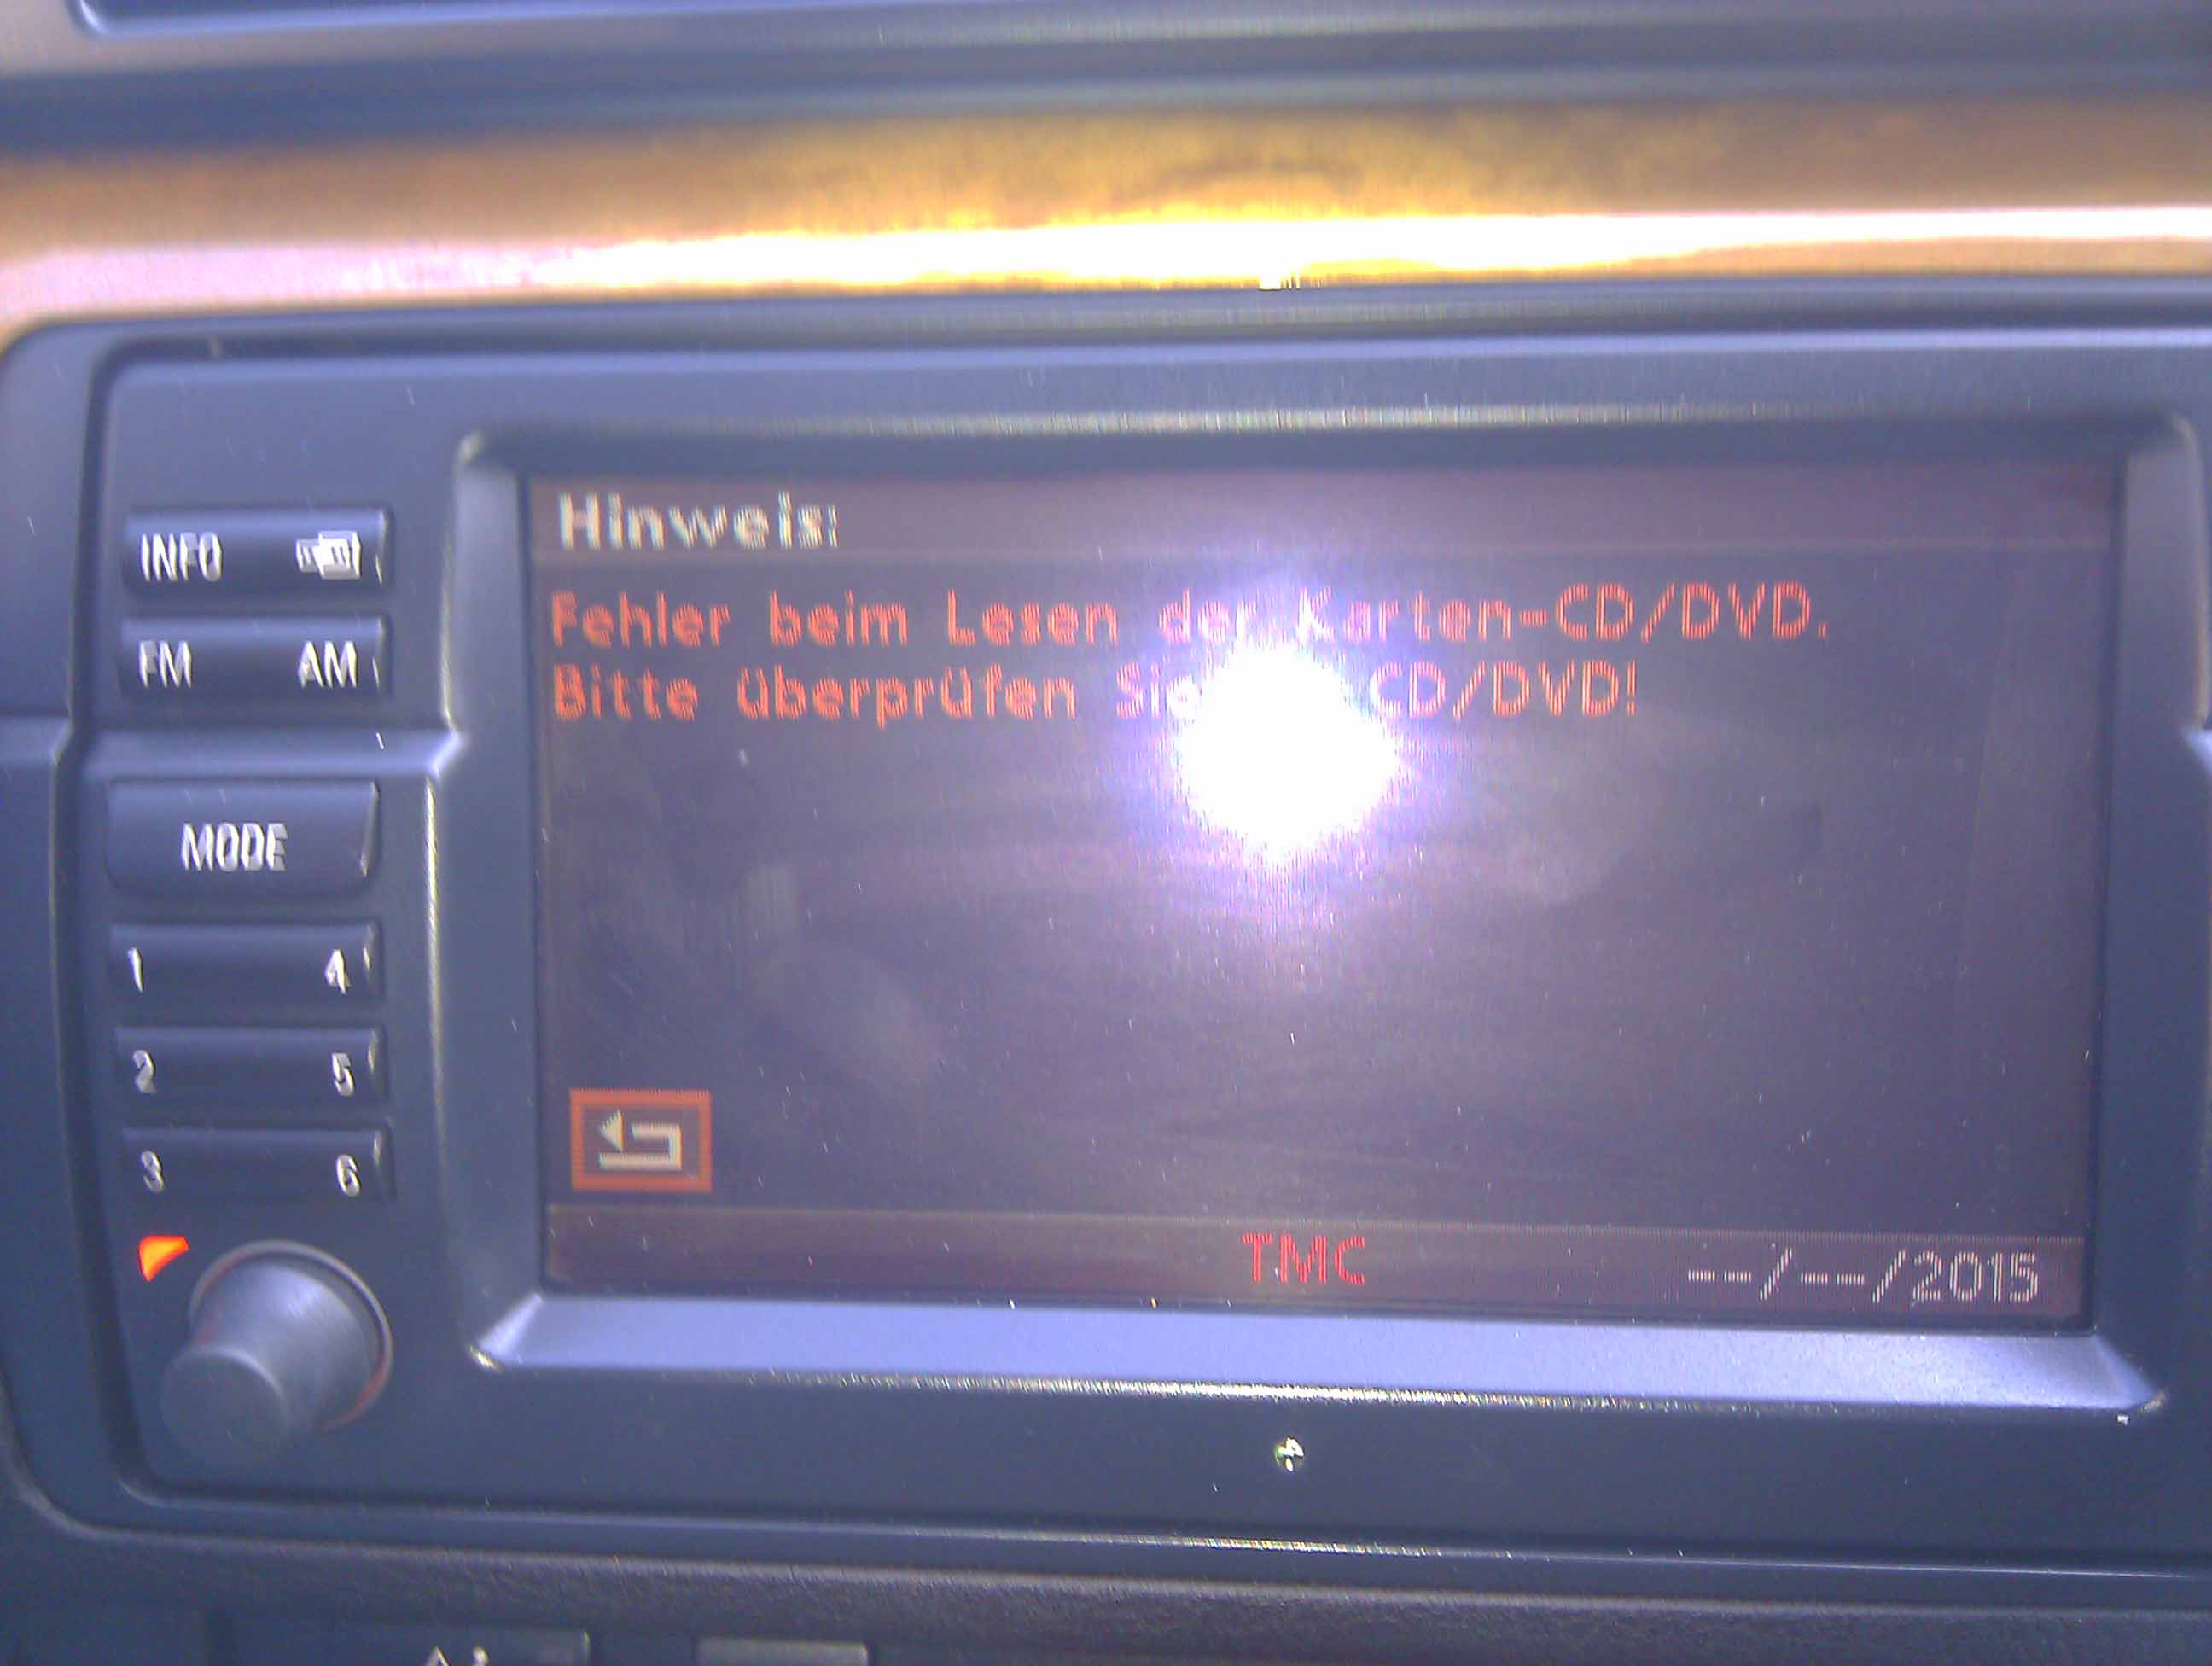 Hinweis:
Fehler beim Lesen der Karten-CD/DVD.
Bitte überprüfen Sie CD/DVD!
INFO
FM AM
MODE
1 4
2 5
3 6
TMC
--/--/2015